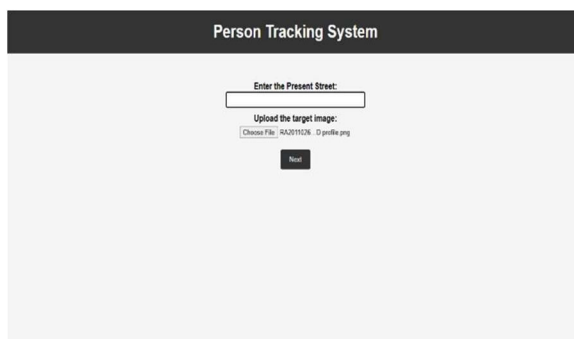 Person Tracking System
Enter the Present Street:
Upload the target image:
Choose File RA2011026...D profile.png
Next